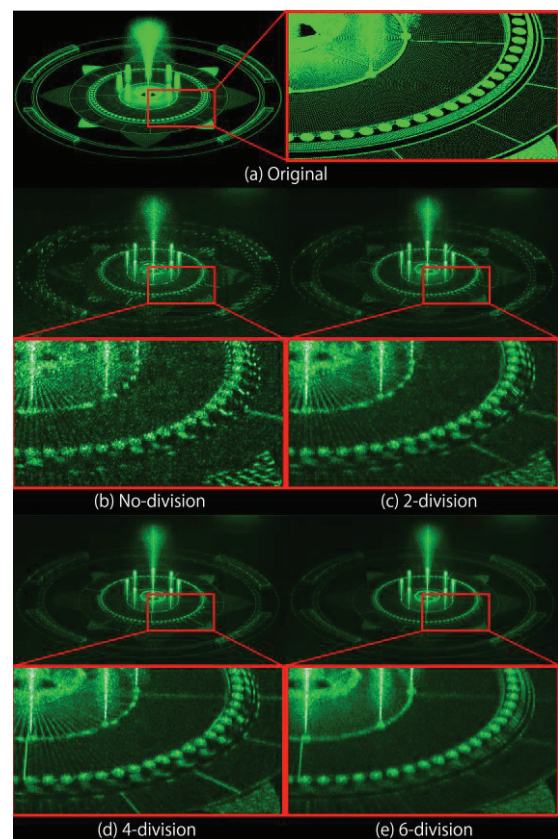 (a) Original
(b) No-division
(c) 2-division
(d) 4-division
(e) 6-division